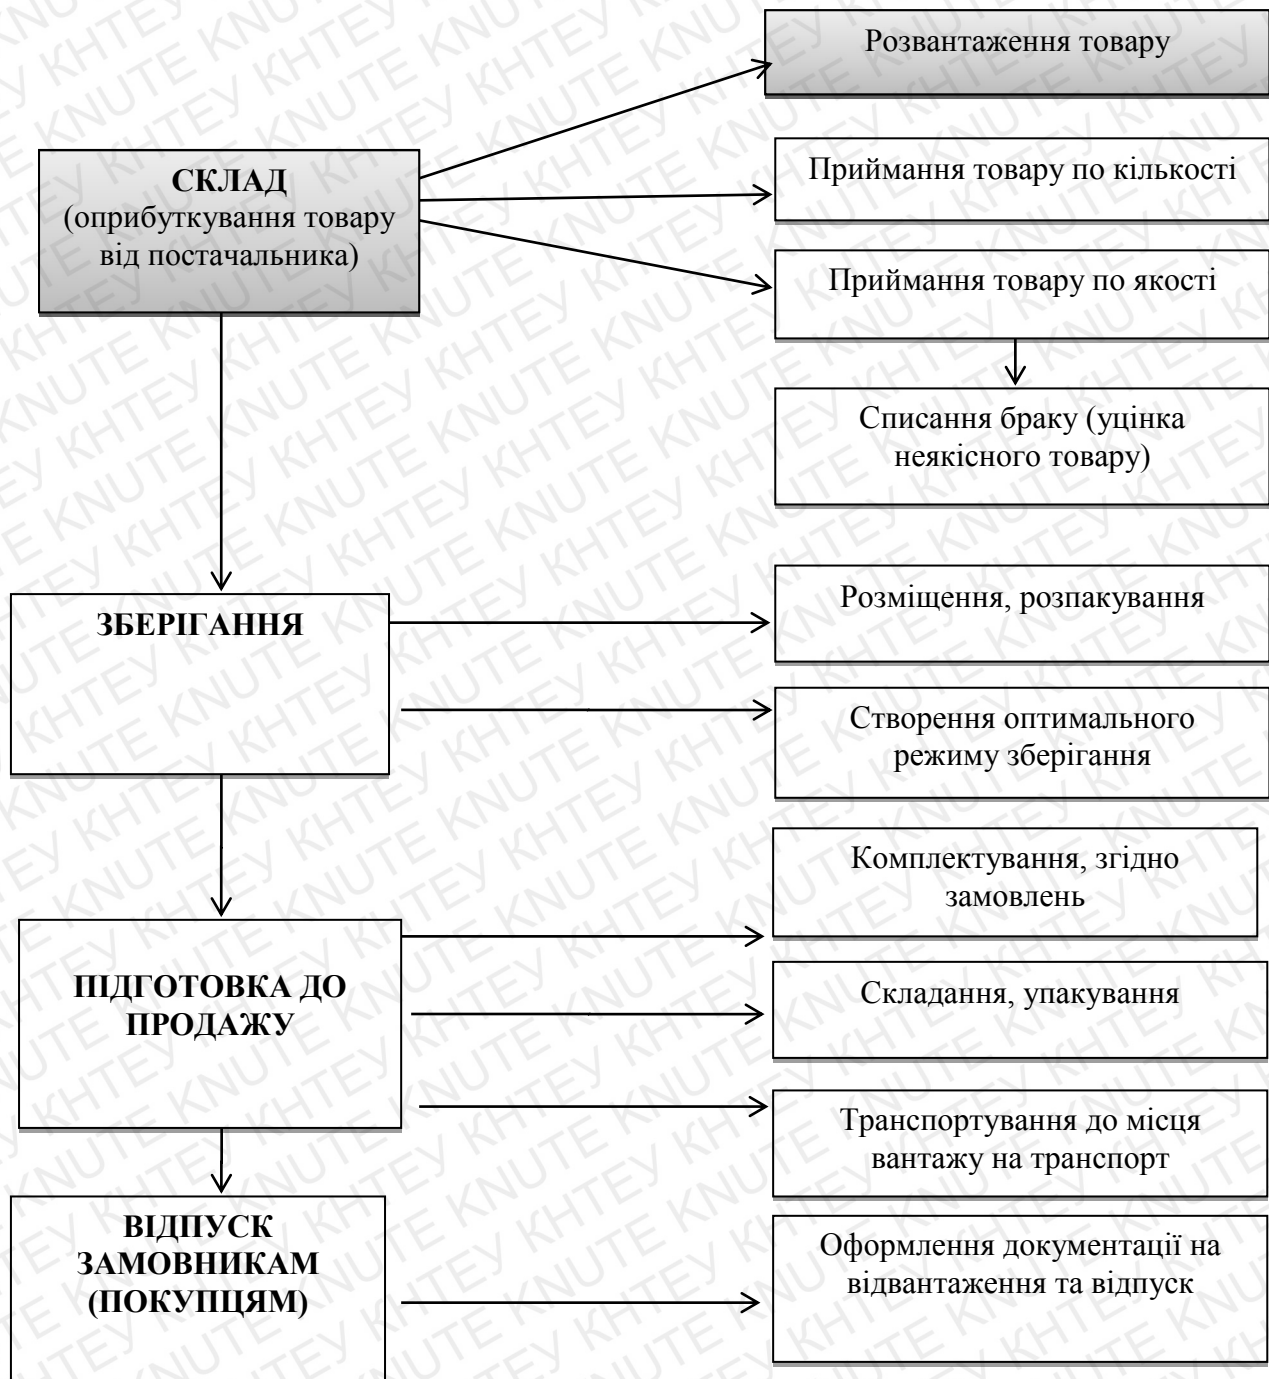 Розвантаження товару
СКЛАД
(оприбуткування товару
від постачальника)
Приймання товару по кількості
Приймання товару по якості
Списання браку (уцінка
неякісного товару)
ЗБЕРІГАННЯ
Розміщення, розпакування
Створення оптимального
режиму зберігання
Комплектування, згідно
замовлень
ПІДГОТОВКА ДО
ПРОДАЖУ
Складання, упакування
Транспортування до місця
вантажу на транспорт
ВІДПУСК
ЗАМОВНИКАМ
(ПОКУПЦЯМ)
Оформлення документації на
відвантаження та відпуск